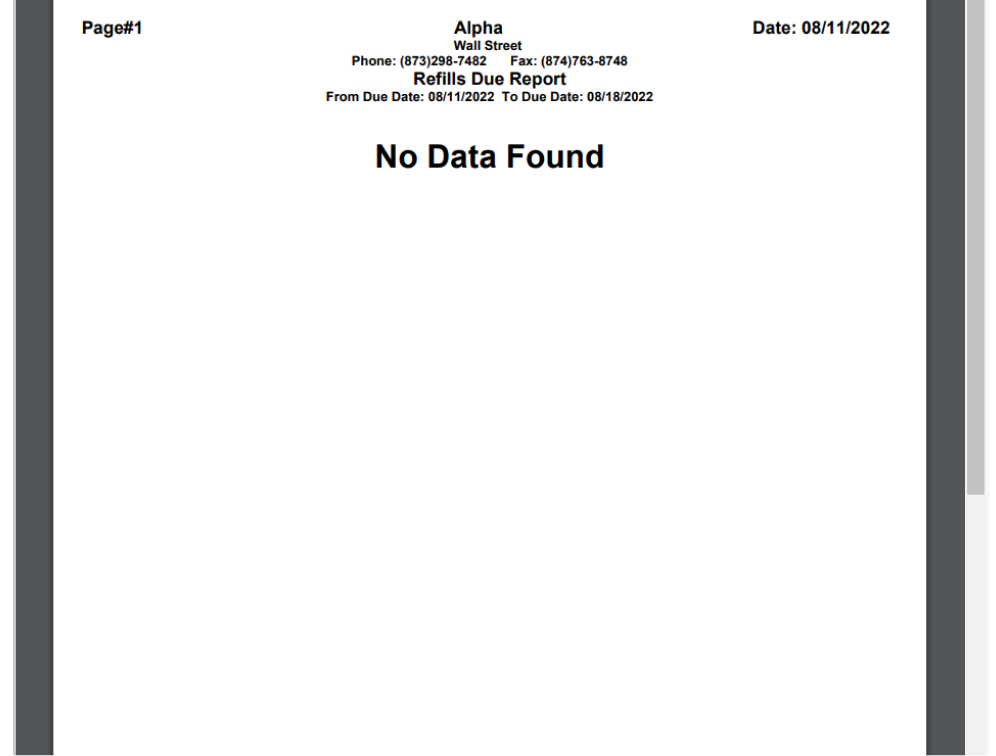 Page#1 Alpha Date: 08/11/2022
Wall Street
Phone: (873)298-7482 Fax: (874)763-8748
Refills Due Report
From Due Date: 08/11/2022 To Due Date: 08/18/2022
No Data Found